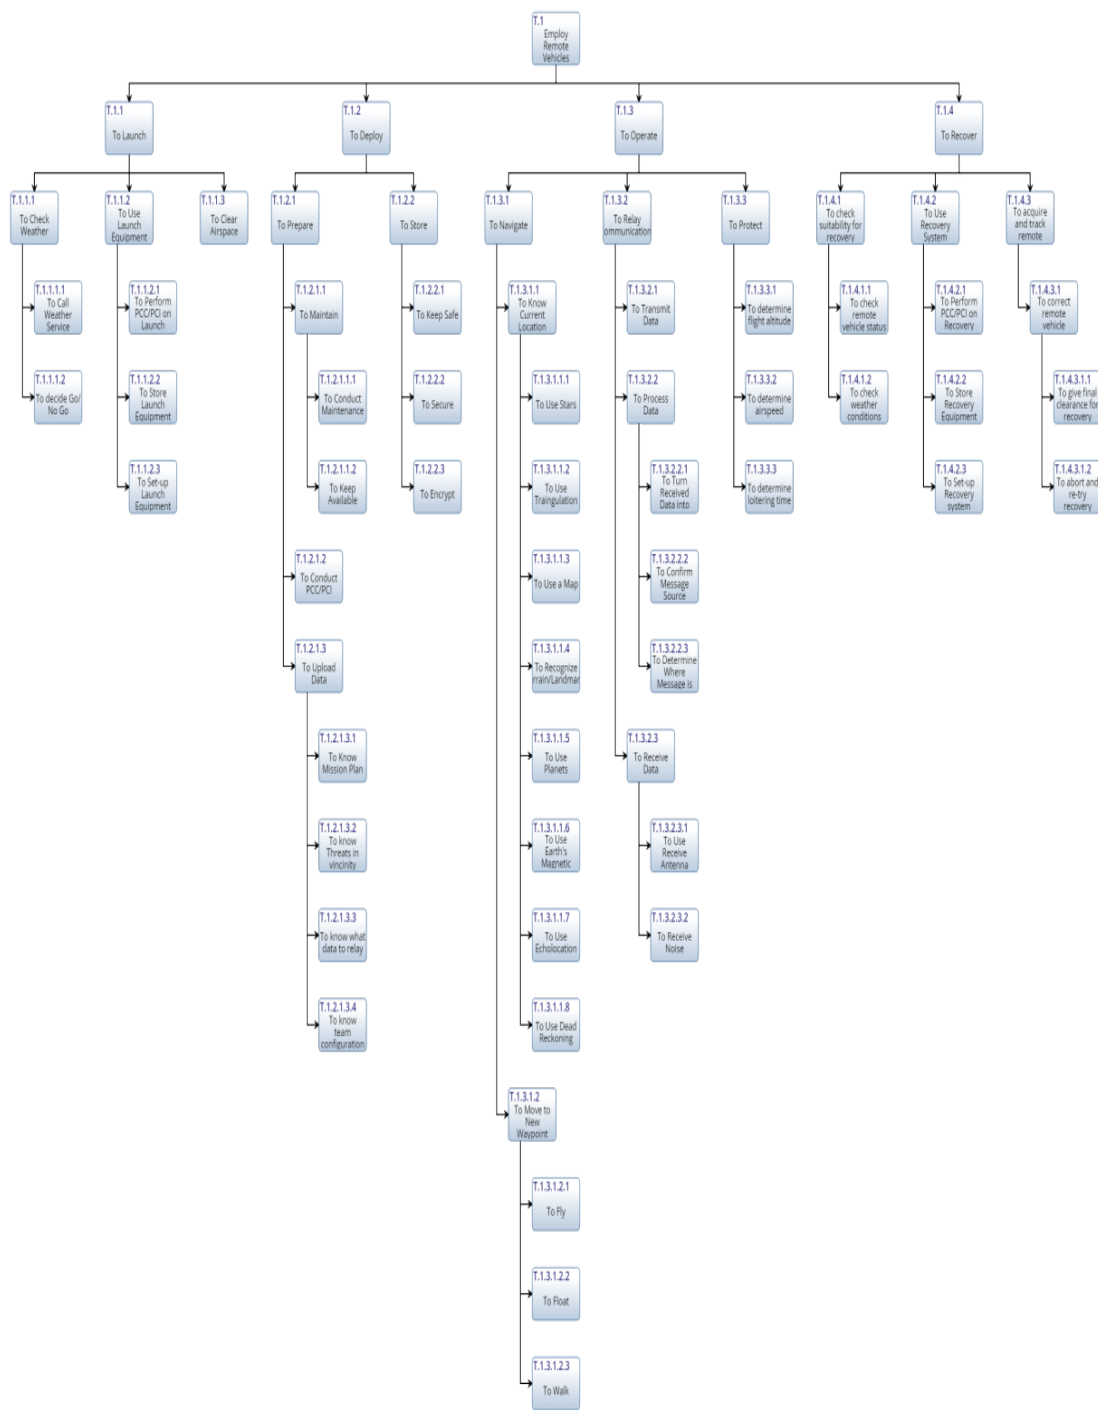 T.1
Employ
Remote
Vehicles
T.1.1
To Launch
T.1.2
To Deploy
T.1.3
To Operate
T.1.4
To Recover
T.1.1.1
To Check
Weather
T.1.1.2
To Use
Launch
Equipment
T.1.1.3
To Clear
Airspace
T.1.2.1
To Prepare
T.1.2.2
To Store
T.1.3.1
To Navigate
T.1.3.2
To Relay
ommunication
T.1.3.3
To Protect
T.1.4.1
To check
suitability for
recovery
T.1.4.2
To Use
Recovery
System
T.1.4.3
To acquire
and track
remote
T.1.1.1.1
To Call
Weather
Service
T.1.1.2.1
To Perform
PCC/PCI on
Launch
T.1.2.1.1
To Maintain
T.1.2.2.1
To Keep Safe
T.1.3.1.1
To Know
Current
Location
T.1.3.2.1
To Transmit
Data
T.1.3.3.1
To determine
flight altitude
T.1.4.1.1
To check
remote
vehicle status
T.1.4.2.1
To Perform
PCC/PCI on
Recovery
T.1.4.3.1
To correct
remote
vehicle
T.1.1.1.2
To decide Go/
No Go
T.1.1.2.2
To Store
Launch
Equipment
T.1.2.1.1.1
To Conduct
Maintenance
T.1.2.2.2
To Secure
T.1.3.1.1.1
To Use Stars
T.1.3.2.2
To Process
Data
T.1.3.3.2
To determine
airspeed
T.1.4.1.2
To check
weather
conditions
T.1.4.2.2
To Store
Recovery
Equipment
T.1.4.3.1.1
To give final
clearance for
recovery
T.1.1.2.3
To Set-up
Launch
Equipment
T.1.2.1.1.2
To Keep
Available
T.1.2.2.3
To Encrypt
T.1.3.1.1.2
To Use
Traingulation
T.1.3.2.2.1
To Turn
Received
Data into
T.1.3.3.3
To determine
loitering time
T.1.4.2.3
To Set-up
Recovery
system
T.1.4.3.1.2
To abort and
re-try
recovery
T.1.2.1.2
To Conduct
PCC/PCI
T.1.3.1.1.3
To Use a Map
T.1.3.2.2.2
To Confirm
Message
Source
T.1.2.1.3
To Upload
Data
T.1.3.1.1.4
To Recognize
rrain/Landmar
T.1.3.2.2.3
To Determine
Where
Message is
T.1.2.1.3.1
To Know
Mission Plan
T.1.3.1.1.5
To Use
Planets
T.1.3.2.3
To Receive
Data
T.1.2.1.3.2
To know
Threats in
vincinity
T.1.3.1.1.6
To Use
Earth's
Magnetic
T.1.3.2.3.1
To Use
Receive
Antenna
T.1.2.1.3.3
To know what
data to relay
T.1.3.1.1.7
To Use
Echolocation
T.1.3.2.3.2
To Receive
Noise
T.1.2.1.3.4
To know
team
configuration
T.1.3.1.1.8
To Use Dead
Reckoning
T.1.3.1.2
To Move to
New
Waypoint
T.1.3.1.2.1
To Fly
T.1.3.1.2.2
To Float
T.1.3.1.2.3
To Walk